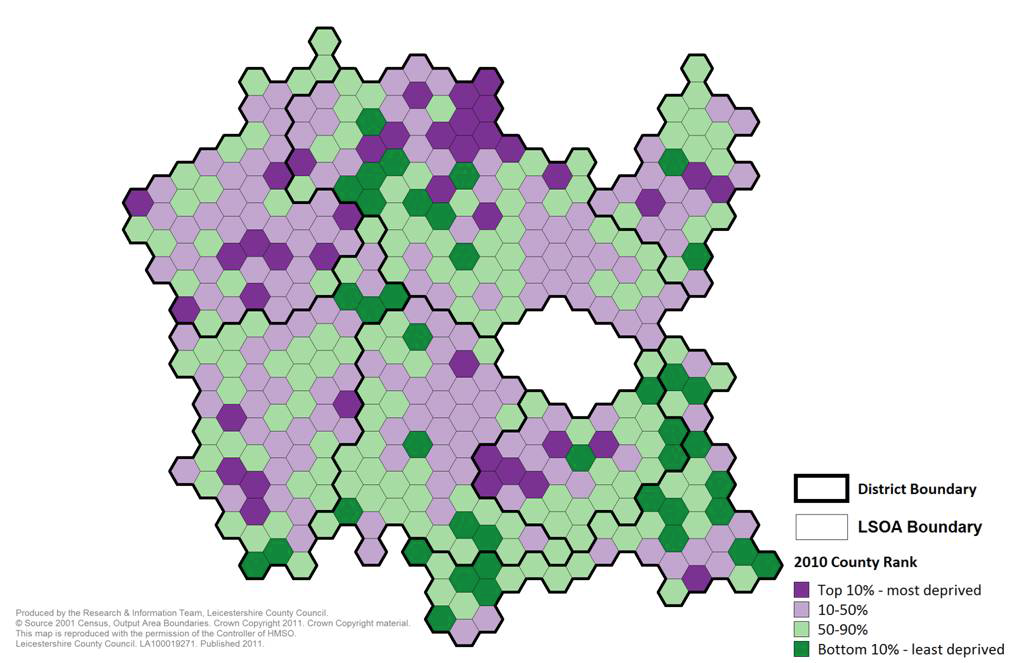 District Boundary
LSOA Boundary
2010 County Rank
Top 10% - most deprived
10-50%
50-90%
Bottom 10% - least deprived
Produced by the Research & Information Team, Leicestershire County Council.
© Source 2001 Census, Output Area Boundaries. Crown Copyright 2011. Crown Copyright material.
This map is reproduced with the permission of the Controller of HMSO.
Leicestershire County Council. LA100019271. Published 2011.